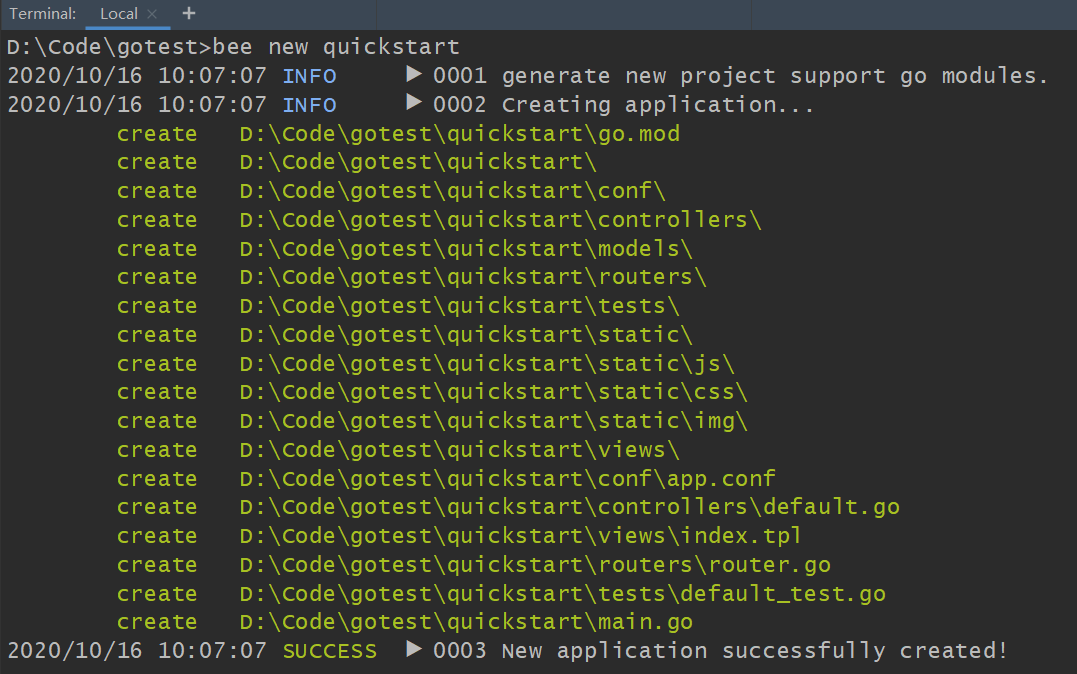 Terminal: Local × +
D:\Code\gotest>bee new quickstart
2020/10/16 10:07:07 INFO ▶ 0001 generate new project support go modules.
2020/10/16 10:07:07 INFO ▶ 0002 Creating application...
create D:\Code\gotest\quickstart\go.mod
create D:\Code\gotest\quickstart\
create D:\Code\gotest\quickstart\conf\
create D:\Code\gotest\quickstart\controllers\
create D:\Code\gotest\quickstart\models\
create D:\Code\gotest\quickstart\routers\
create D:\Code\gotest\quickstart\tests\
create D:\Code\gotest\quickstart\static\
create D:\Code\gotest\quickstart\static\js\
create D:\Code\gotest\quickstart\static\css\
create D:\Code\gotest\quickstart\static\img\
create D:\Code\gotest\quickstart\views\
create D:\Code\gotest\quickstart\conf\app.conf
create D:\Code\gotest\quickstart\controllers\default.go
create D:\Code\gotest\quickstart\views\index.tpl
create D:\Code\gotest\quickstart\routers\router.go
create D:\Code\gotest\quickstart\tests\default_test.go
create D:\Code\gotest\quickstart\main.go
2020/10/16 10:07:07 SUCCESS ▶ 0003 New application successfully created!